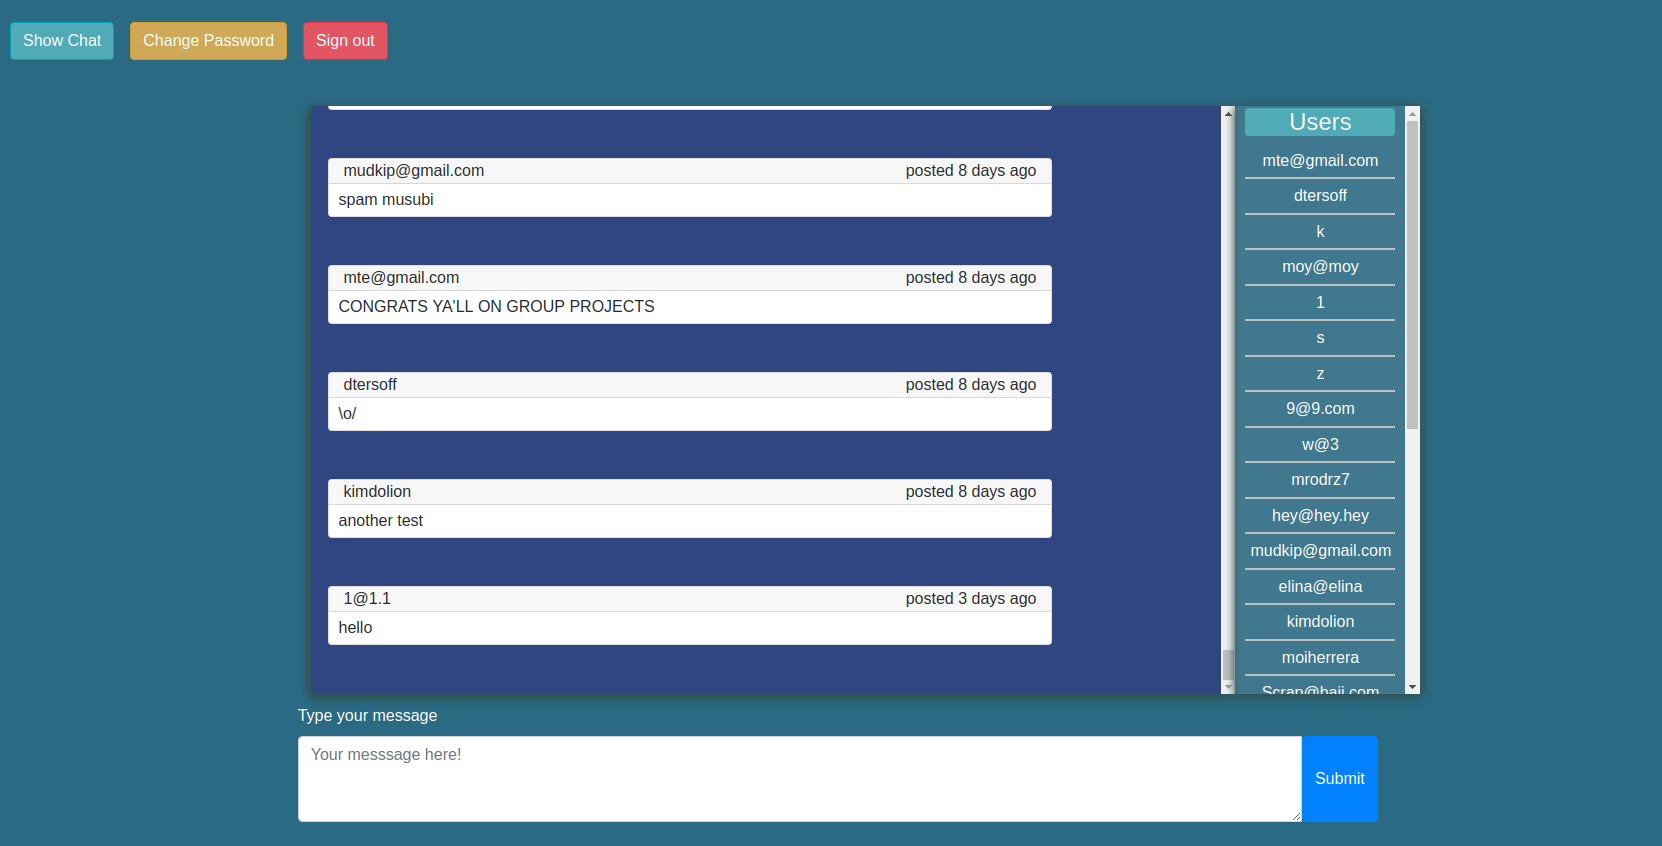 Show Chat Change Password Sign out
mudkip@gmail.com posted 8 days ago
spam musubi
mte@gmail.com posted 8 days ago
CONGRATS YA'LL ON GROUP PROJECTS
dtersoff posted 8 days ago
\o/
kimdolion posted 8 days ago
another test
1@1.1 posted 3 days ago
hello
Users
mte@gmail.com
dtersoff
k
moy@moy
1
s
z
9@9.com
w@3
mrodrz7
hey@hey.hey
mudkip@gmail.com
elina@elina
kimdolion
moiherrera
Type your message
Your messsage here!
Submit